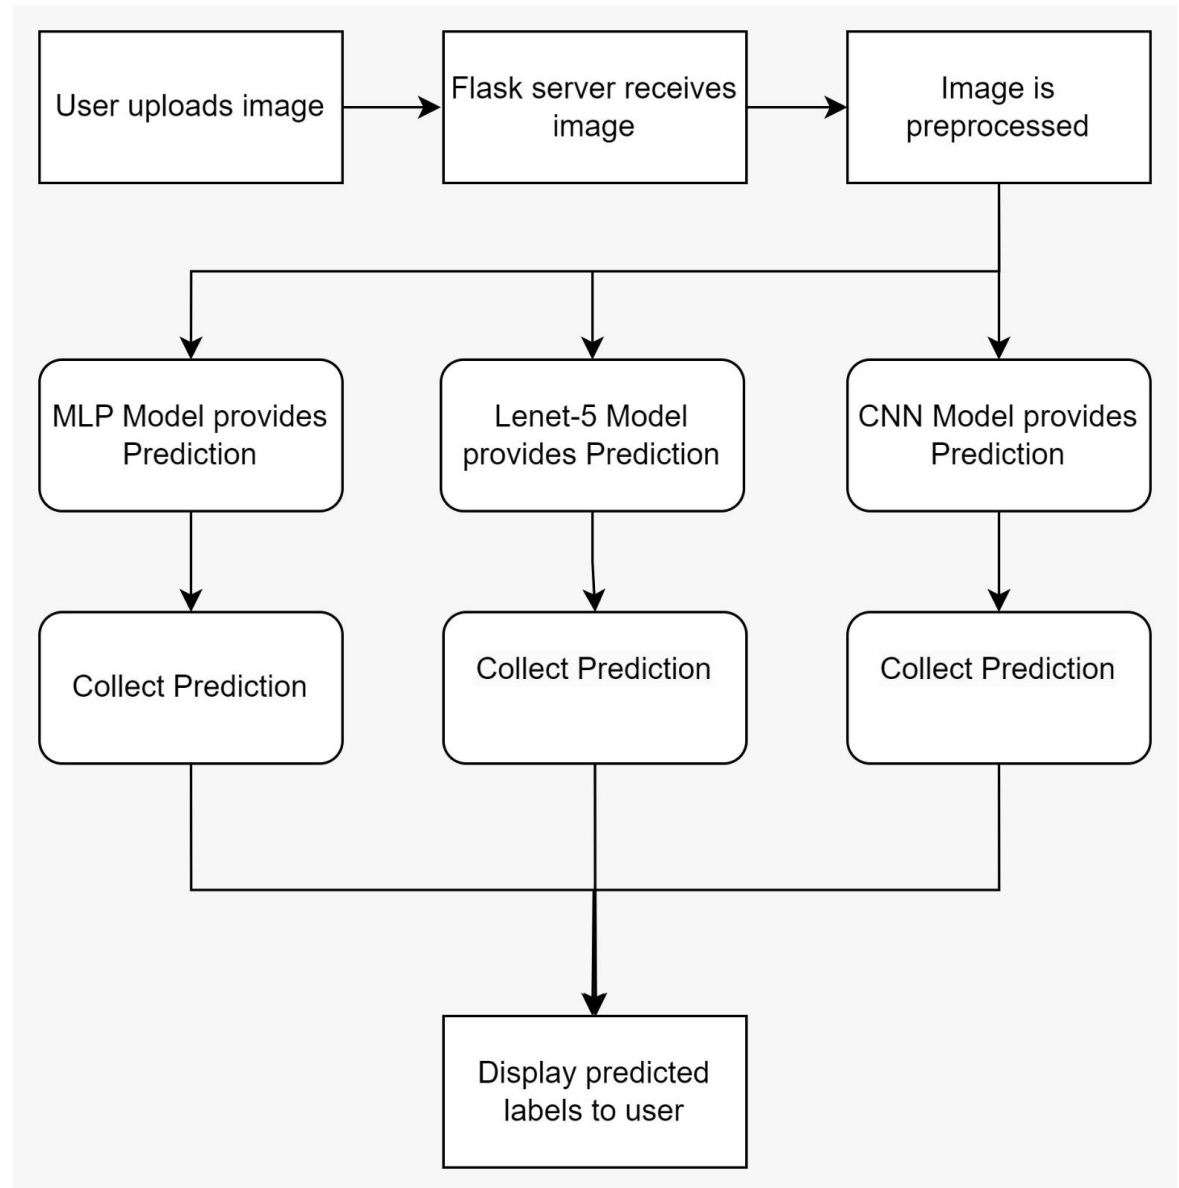 User uploads image
Flask server receives
image
Image is
preprocessed
MLP Model provides
Prediction
Lenet-5 Model
provides Prediction
CNN Model provides
Prediction
Collect Prediction
Collect Prediction
Collect Prediction
Display predicted
labels to user